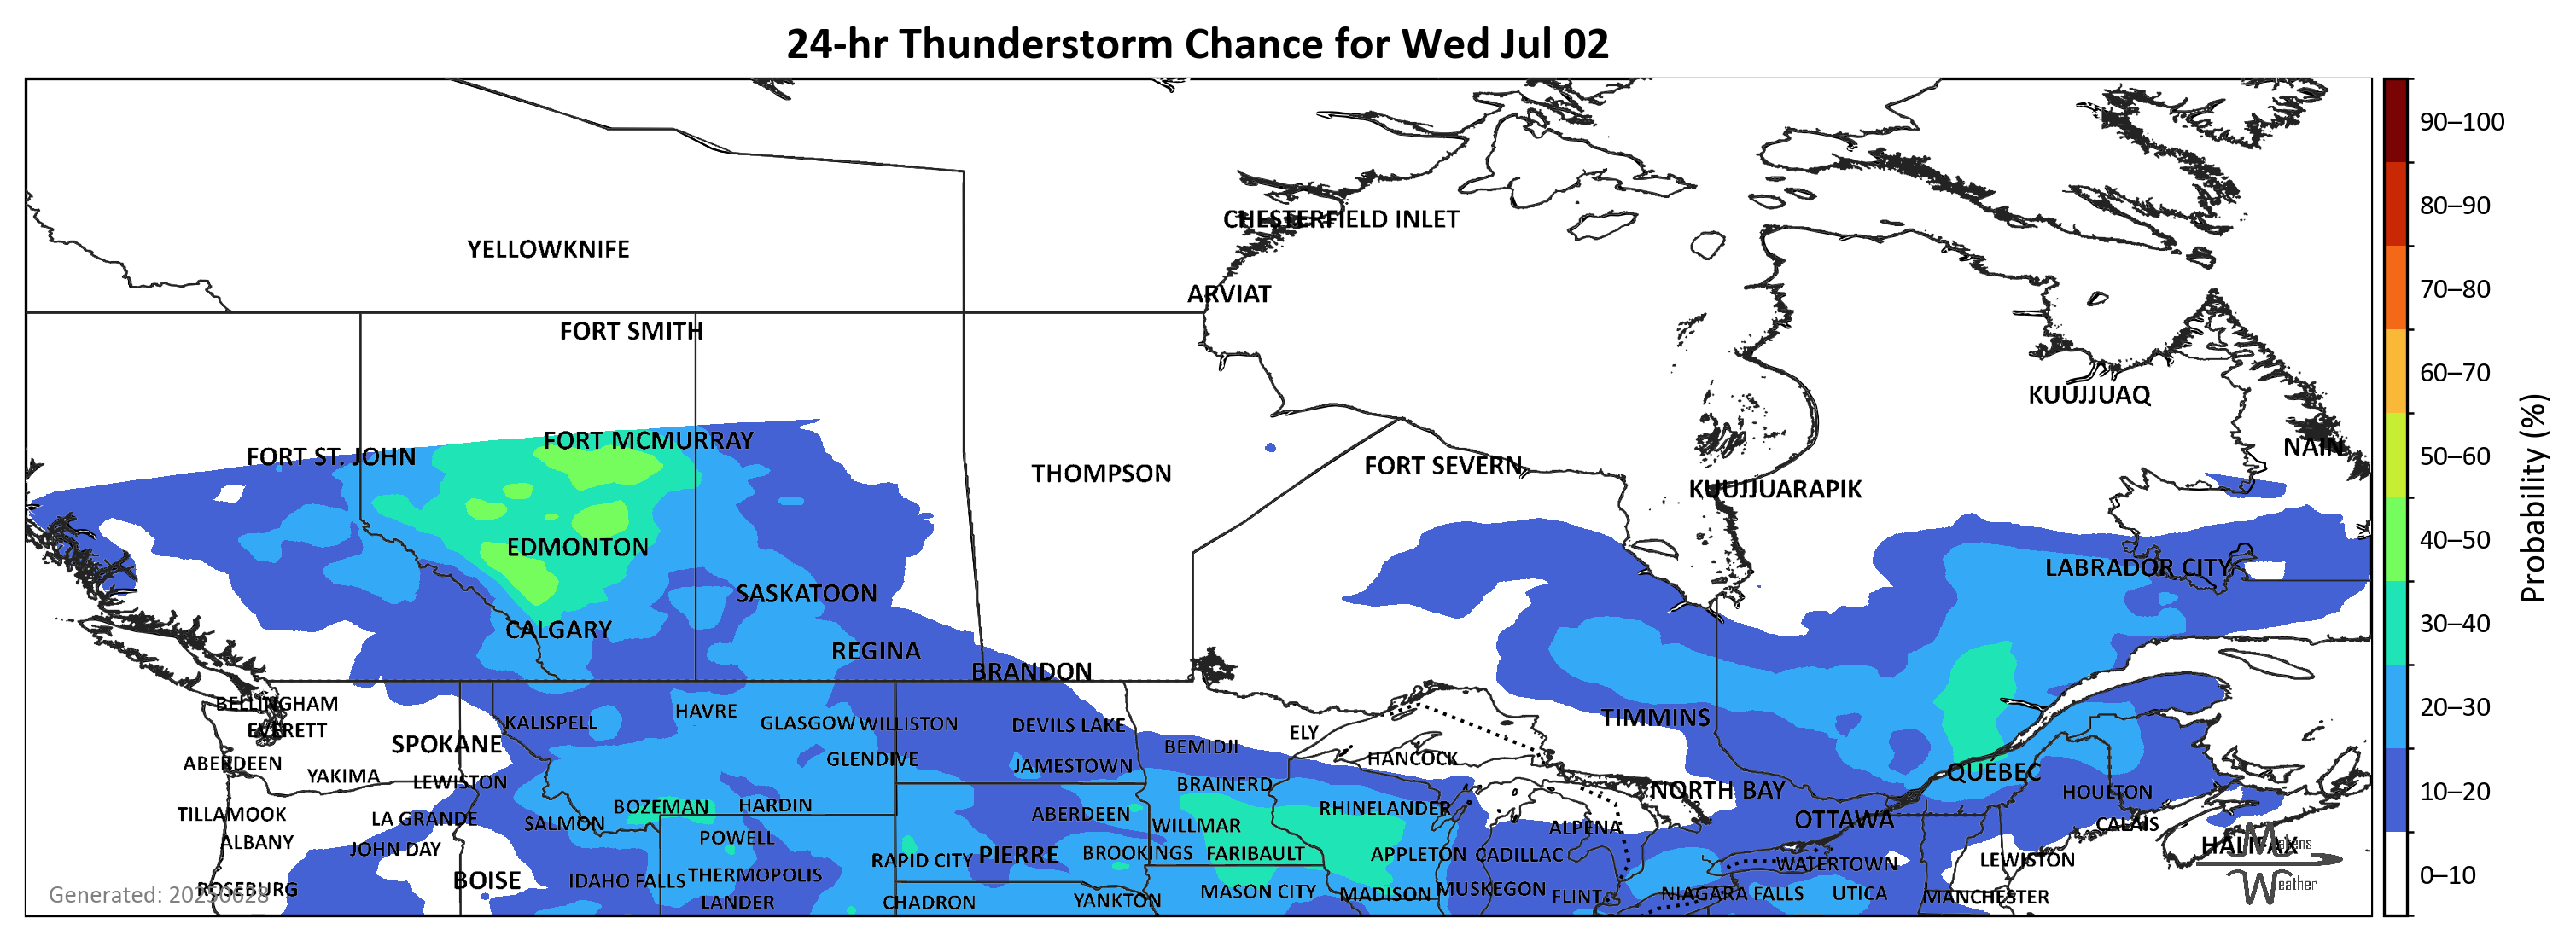 24-hr Thunderstorm Chance for Wed Jul 02
90–100
80–90
CHESTERFIELD INLET
YELLOWKNIFE
70–80
ARVIAT
FORT SMITH
60–70
KUUJJUAQ
FORT MCMURRAY
NAIN
FORT ST. JOHN
50–60
FORT SEVERN
THOMPSON
KUUJJUARAPIK
Probability (%)
40–50
EDMONTON
LABRADOR CITY
SASKATOON
30–40
CALGARY
REGINA
BRANDON
BELLINGHAM
HAVRE
20–30
TIMMINS
KALISPELL
GLASGOW
WILLISTON
DEVILS LAKE
EVERETT
ELY
SPOKANE
BEMIDJI
HANCOCK
GLENDIVE
ABERDEEN
JAMESTOWN
QUÉBEC
YAKIMA
LEWISTON
BRAINERD
NORTH BAY
HOULTON
10–20
BOZEMAN
HARDIN
RHINELANDER
TILLAMOOK
ABERDEEN
LA GRANDE
OTTAWA
SALMON
WILLMAR
ALPENA
CALAIS
POWELL
ALBANY
HALIFAX
Makens
JOHN DAY
BROOKINGS
FARIBAULT
PIERRE
APPLETON
CADILLAC
RAPID CITY
LEWISTON
WATERTOWN
THERMOPOLIS
0–10
BOISE
IDAHO FALLS
Weather
ROSEBURG
MUSKEGON
MASON CITY
MADISON
NIAGARA FALLS
UTICA
Generated: 20250628
FLINT
MANCHESTER
YANKTON
LANDER
CHADRON